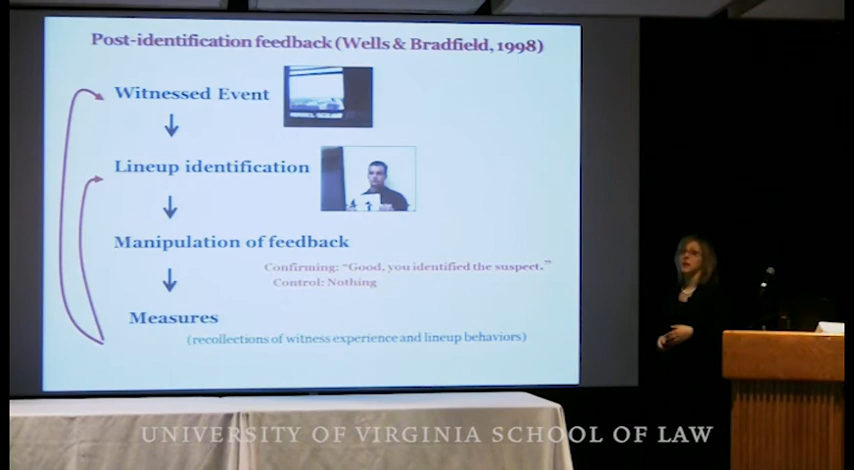 Post-identification feedback (Wells & Bradfield, 1998)
Witnessed Event
Lineup identification
Manipulation of feedback
Confirming: "Good, you identified the suspect."
Control: Nothing
Measures
(recollections of witness experience and lineup behaviors)
UNIVERSITY OF VIRGINIA SCHOOL OF LAW